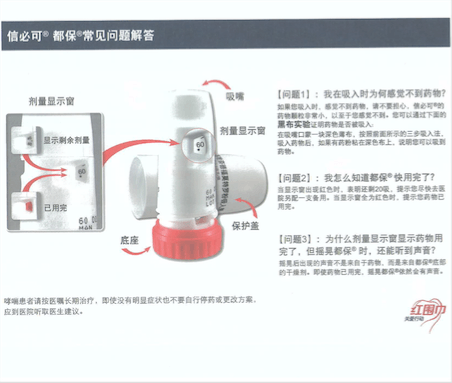 信必可® 都保®常见问题解答
剂量显示窗
吸嘴
剂量显示窗
显示剩余剂量
已用完
底座
保护盖
【问题1】：我在吸入时为何感觉不到药物?
如果您吸入时，感觉不到药物，请不要担心，信必可®的
药物颗粒非常小，以至于您感觉不到。您可以通过下面的
黑布实验证明药物是否被吸入.
在吸嘴口蒙一块深色薄布，按照前面所示的三步吸入法，
吸入药物后，如果有药粉粘在深色布上，说明您可以吸到
药物。
【问题2】：我怎么知道都保® 快用完了?
当显示窗出现红色时，表明还剩20吸，提示您尽快去医
院另配一支备用。当显示窗全为红色时，提示您药物已
用完。
【问题3】：为什么剂量显示窗显示药物用
完了，但摇晃都保® 时，还能听到声音?
摇晃后出现的声音不是来自于药物，而是来自都保®底部
的干燥剂。即使药物已用完，摇晃都保®依然会有声音。
哮喘患者请按医嘱长期治疗，即使没有明显症状也不要自行停药或更改方案，
应到医院听取医生建议。
红围巾
关爱行动